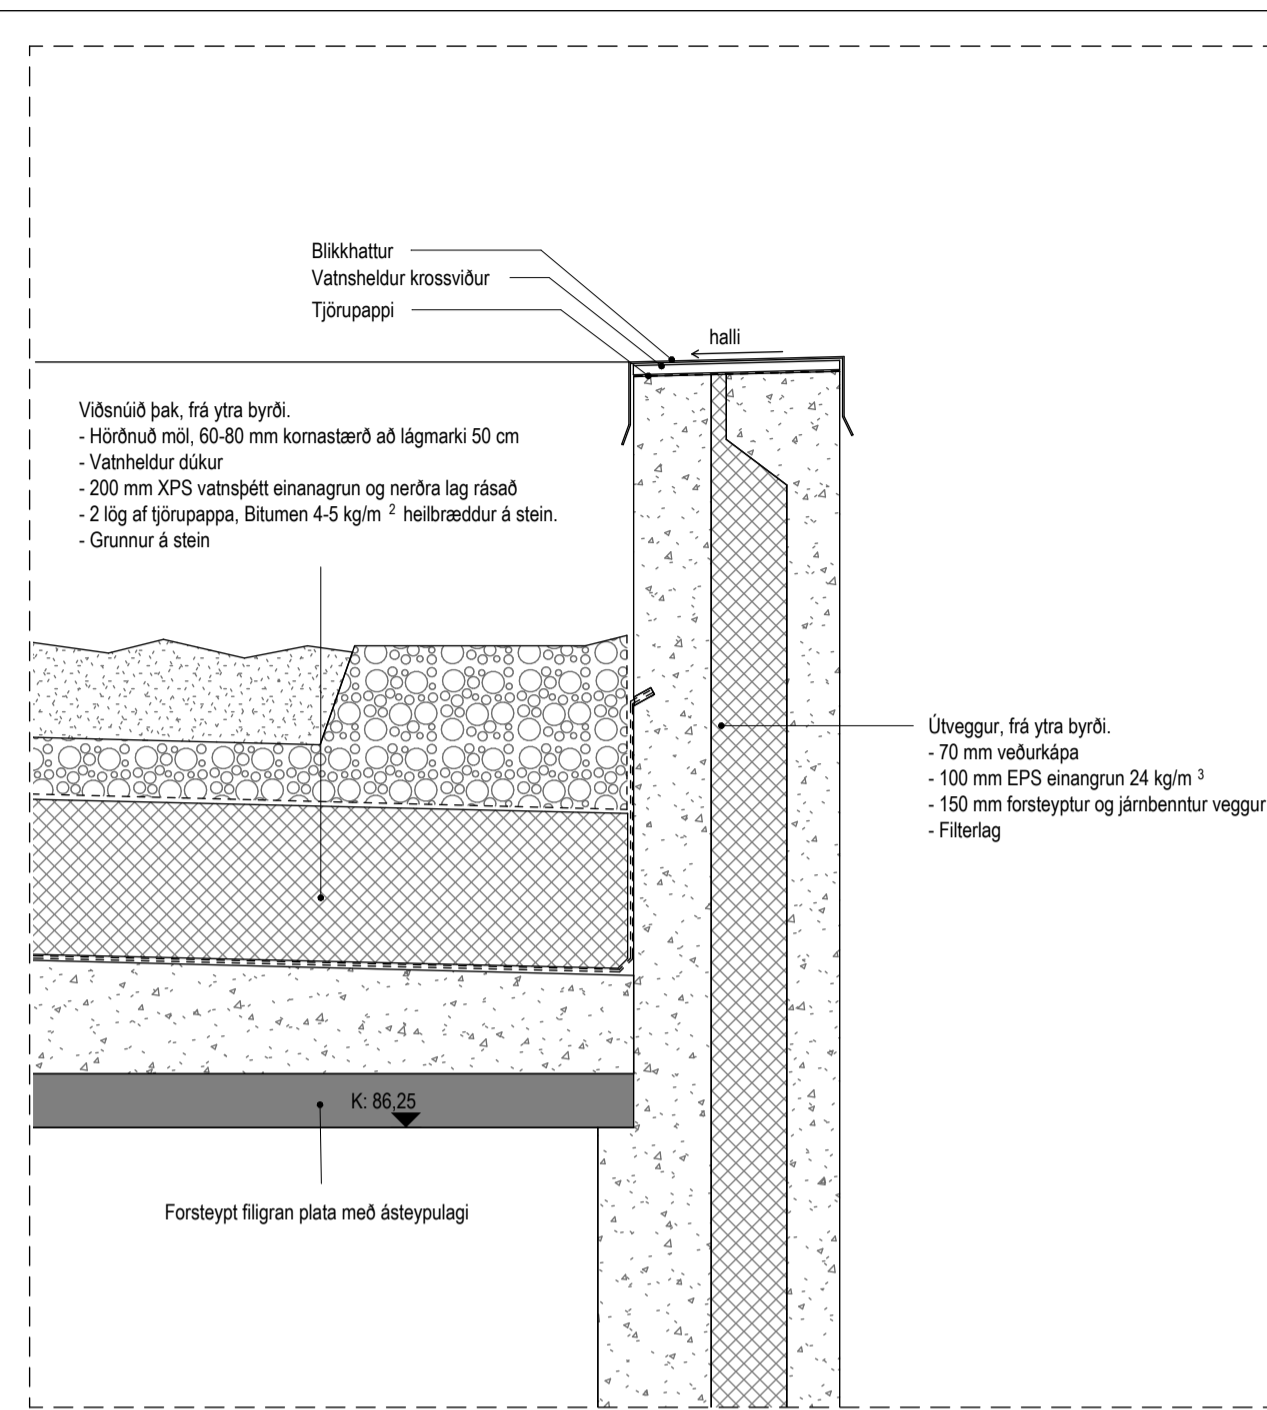 Blikkhattur
Vatnsheldur krossviður
Tjörupappi
halli
Viðsnúið þak, frá ytra byrði.
- Hörðnuð möl, 60-80 mm kornastærð að lágmarki 50 cm
- Vatnheldur dúkur
- 200 mm XPS vatnsþétt einanagrun og nerðra lag rásað
- 2 lög af tjörupappa, Bitumen 4-5 kg/m ² heilbræddur á stein.
- Grunnur á stein
Útveggur, frá ytra byrði.
- 70 mm veðurkápa
- 100 mm EPS einangrun 24 kg/m ³
- 150 mm forsteyptur og járnbenntur veggur
- Filterlag
K: 86,25
Forsteypt filigran plata með ásteypulagi